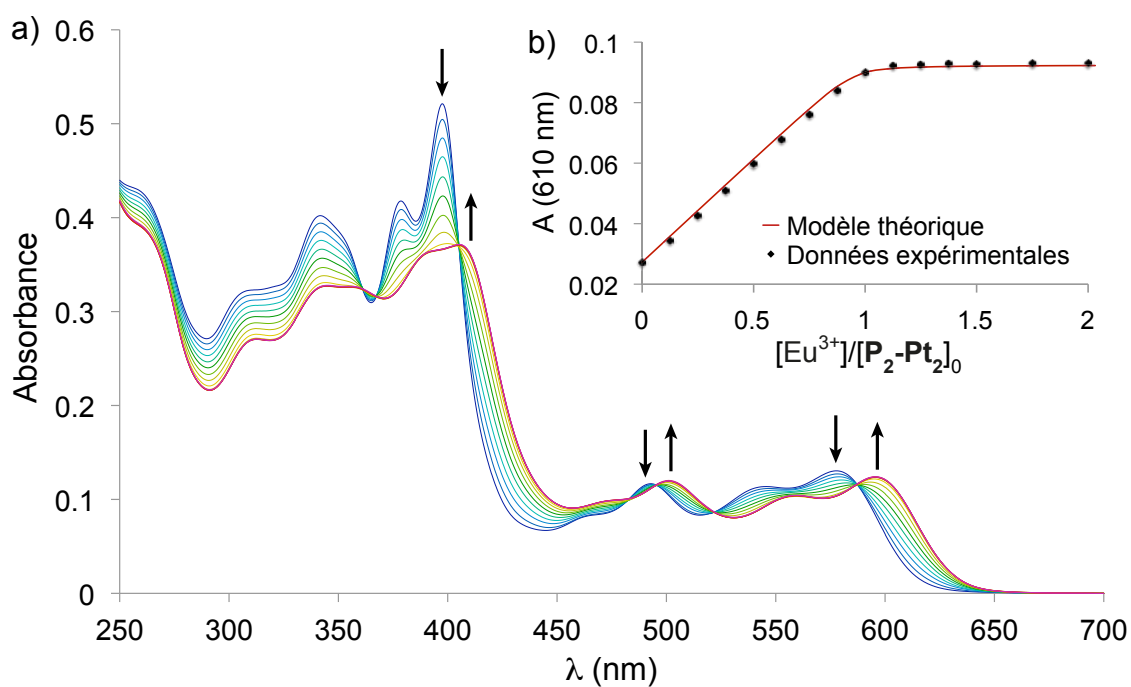 a)
Absorbance
0.6
0.5
0.4
0.3
0.2
0.1
0
250 300 350 400 450 500 550 600 650 700
λ (nm)
b)
A (610 nm)
0.1
0.08
0.06
0.04
0.02
Modèle théorique
Données expérimentales
0 0.5 1 1.5 2
[Eu³⁺]/[P₂-Pt₂]₀